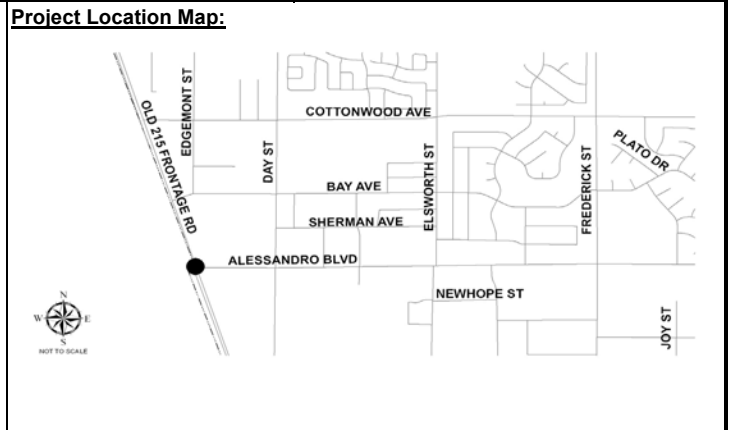 Project Location Map:
OLD 215 FRONTAGE RD
EDGEMONT ST
DAY ST
COTTONWOOD AVE
BAY AVE
SHERMAN AVE
ELSWORTH ST
FREDERICK ST
PLATO DR
ALESSANDRO BLVD
NEWHOPE ST
JOY ST
N
W
E
S
NOT TO SCALE